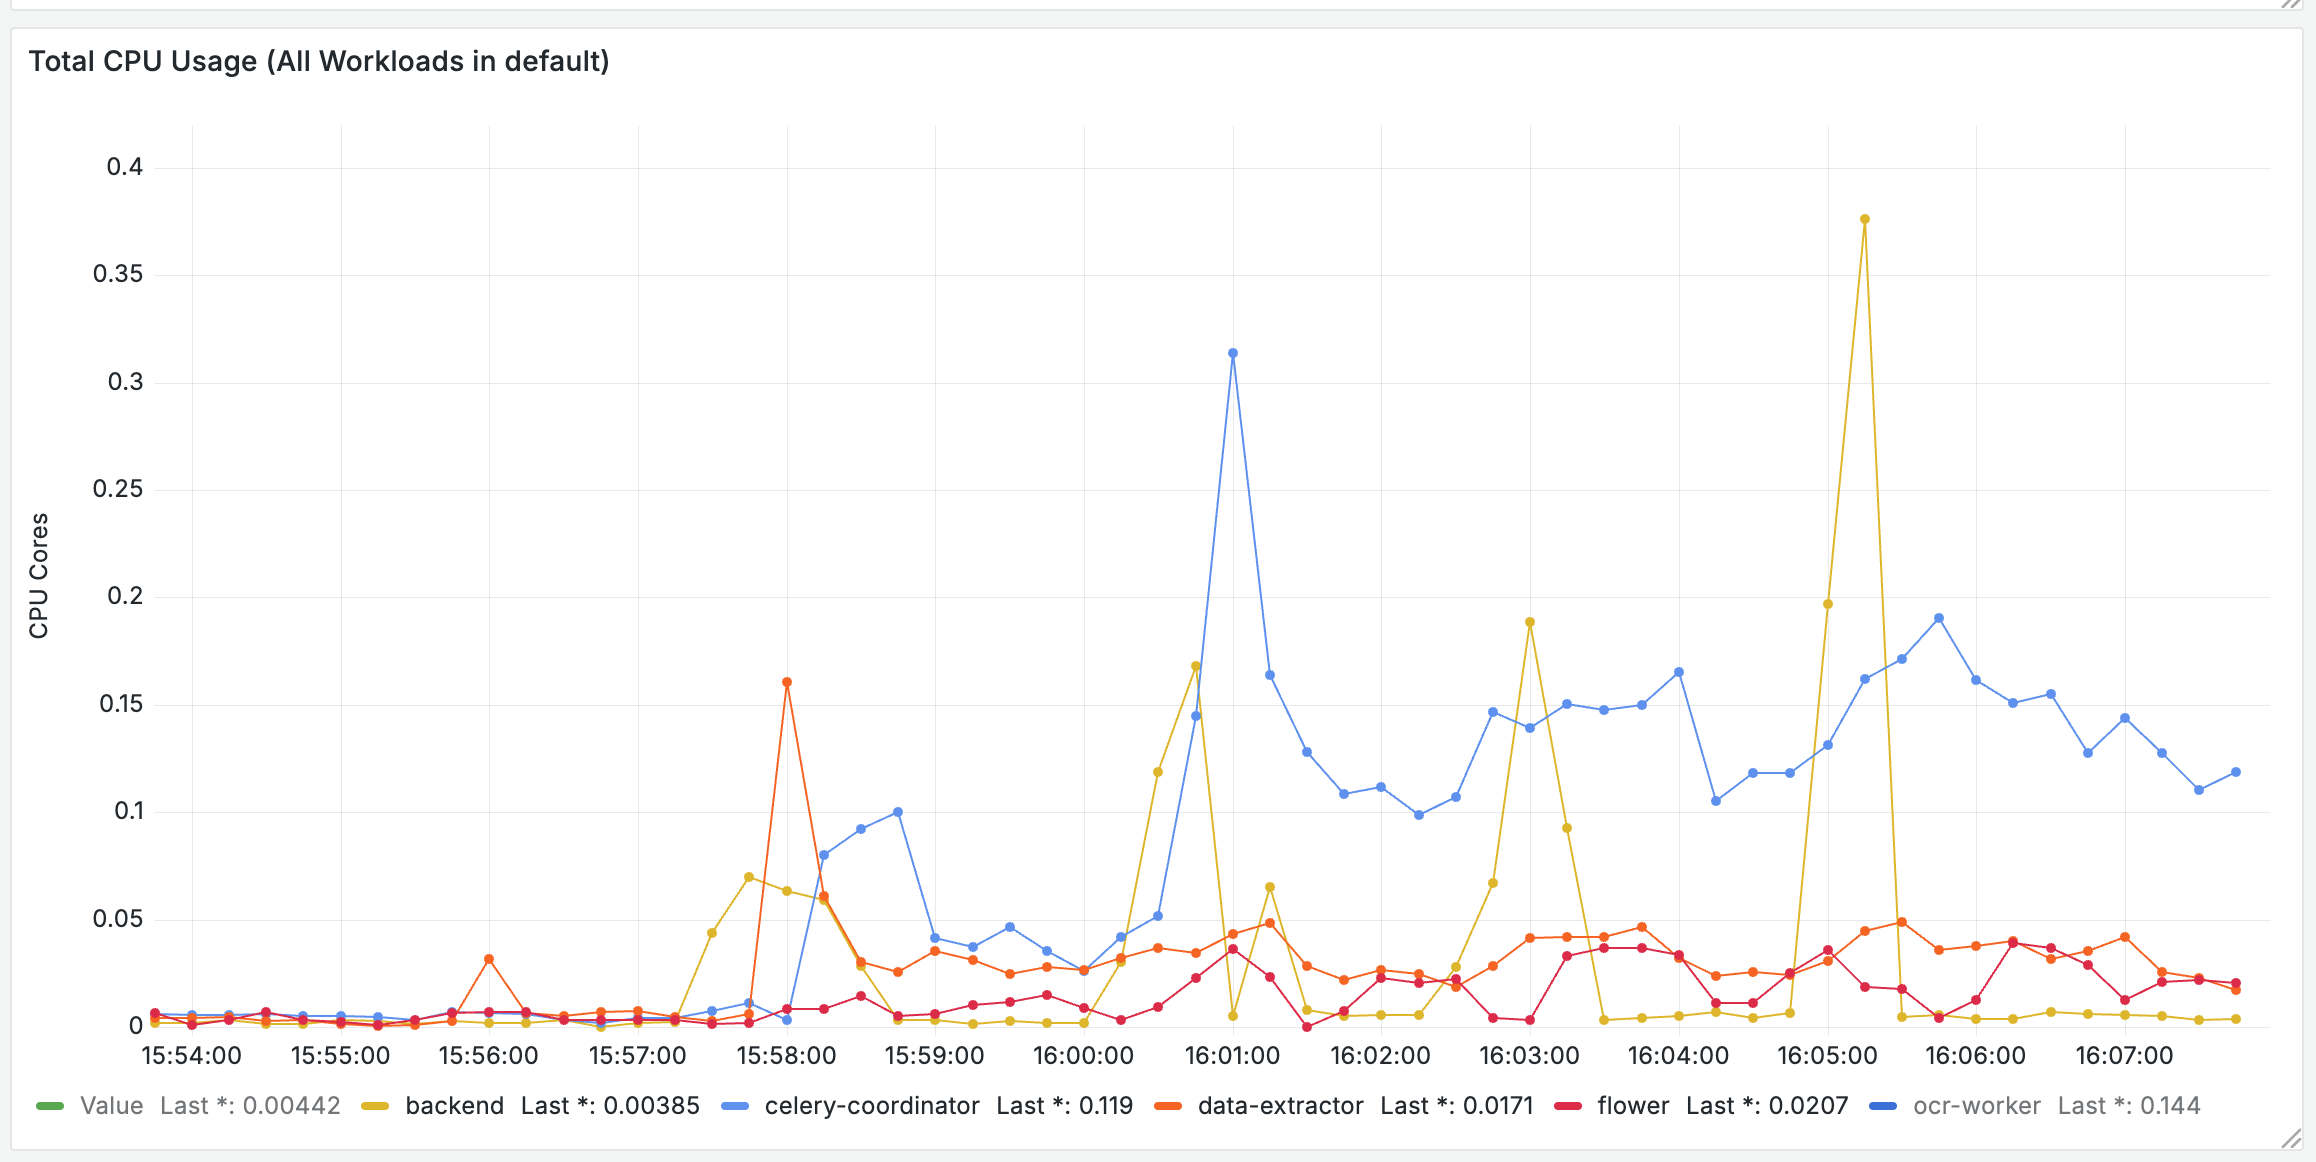 Total CPU Usage (All Workloads in default)
CPU Cores
0.4
0.35
0.3
0.25
0.2
0.15
0.1
0.05
0
15:54:00 15:55:00 15:56:00 15:57:00 15:58:00 15:59:00 16:00:00 16:01:00 16:02:00 16:03:00 16:04:00 16:05:00 16:06:00 16:07:00
Value Last *: 0.00442 backend Last *: 0.00385 celery-coordinator Last *: 0.119 data-extractor Last *: 0.0171 flower Last *: 0.0207 ocr-worker Last *: 0.144